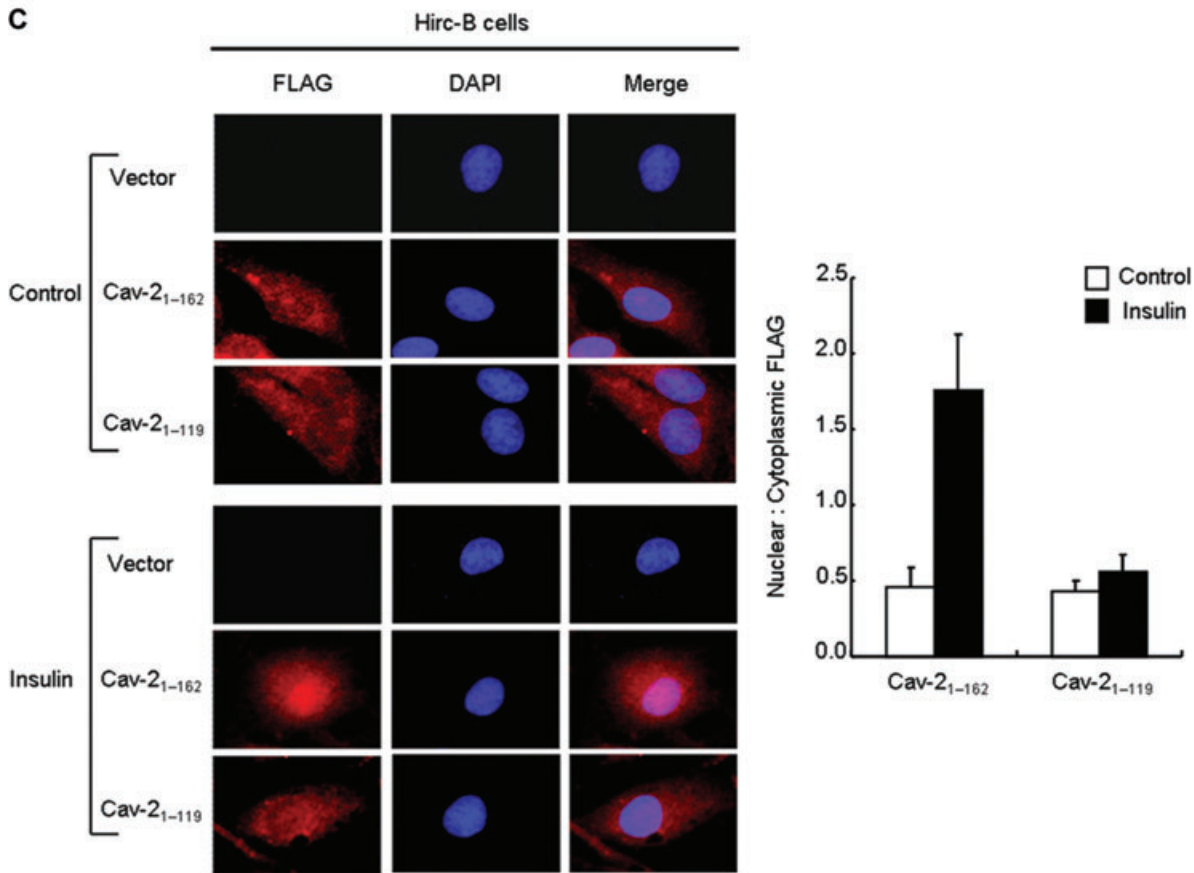 C
Hirc-B cells
FLAG DAPI Merge
Control
Vector
Cav-2₁₋₁₆₂
Cav-2₁₋₁₁₉
Insulin
Vector
Cav-2₁₋₁₆₂
Cav-2₁₋₁₁₉
Nuclear : Cytoplasmic FLAG
2.5
2.0
1.5
1.0
0.5
0.0
Control
Insulin
Cav-2₁₋₁₆₂ Cav-2₁₋₁₁₉